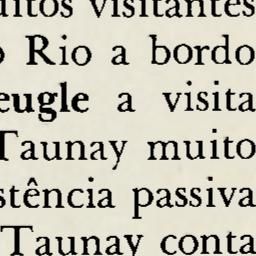 uitos visitantes
o Rio a bordo
eugle a visita
Taunay muito
stência passiva
Taunay conta